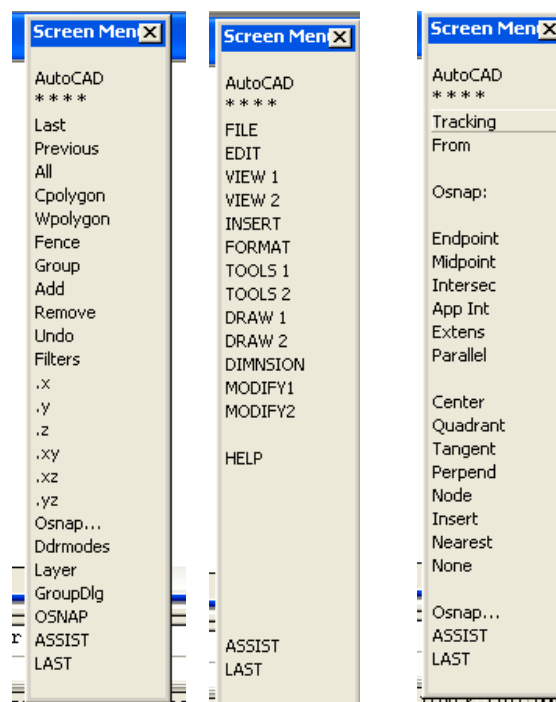 Screen Men
AutoCAD
* * * *
Last
Previous
All
Cpolygon
Wpolygon
Fence
Group
Add
Remove
Undo
Filters
.x
.y
.z
.xy
.xz
.yz
Osnap...
Ddrmodes
Layer
GroupDlg
OSNAP
ASSIST
LAST
Screen Men
AutoCAD
* * * *
FILE
EDIT
VIEW 1
VIEW 2
INSERT
FORMAT
TOOLS 1
TOOLS 2
DRAW 1
DRAW 2
DIMNSION
MODIFY1
MODIFY2
HELP
ASSIST
LAST
Screen Men
AutoCAD
* * * *
Tracking
From
Osnap:
Endpoint
Midpoint
Intersec
App Int
Extens
Parallel
Center
Quadrant
Tangent
Perpend
Node
Insert
Nearest
None
Osnap...
ASSIST
LAST